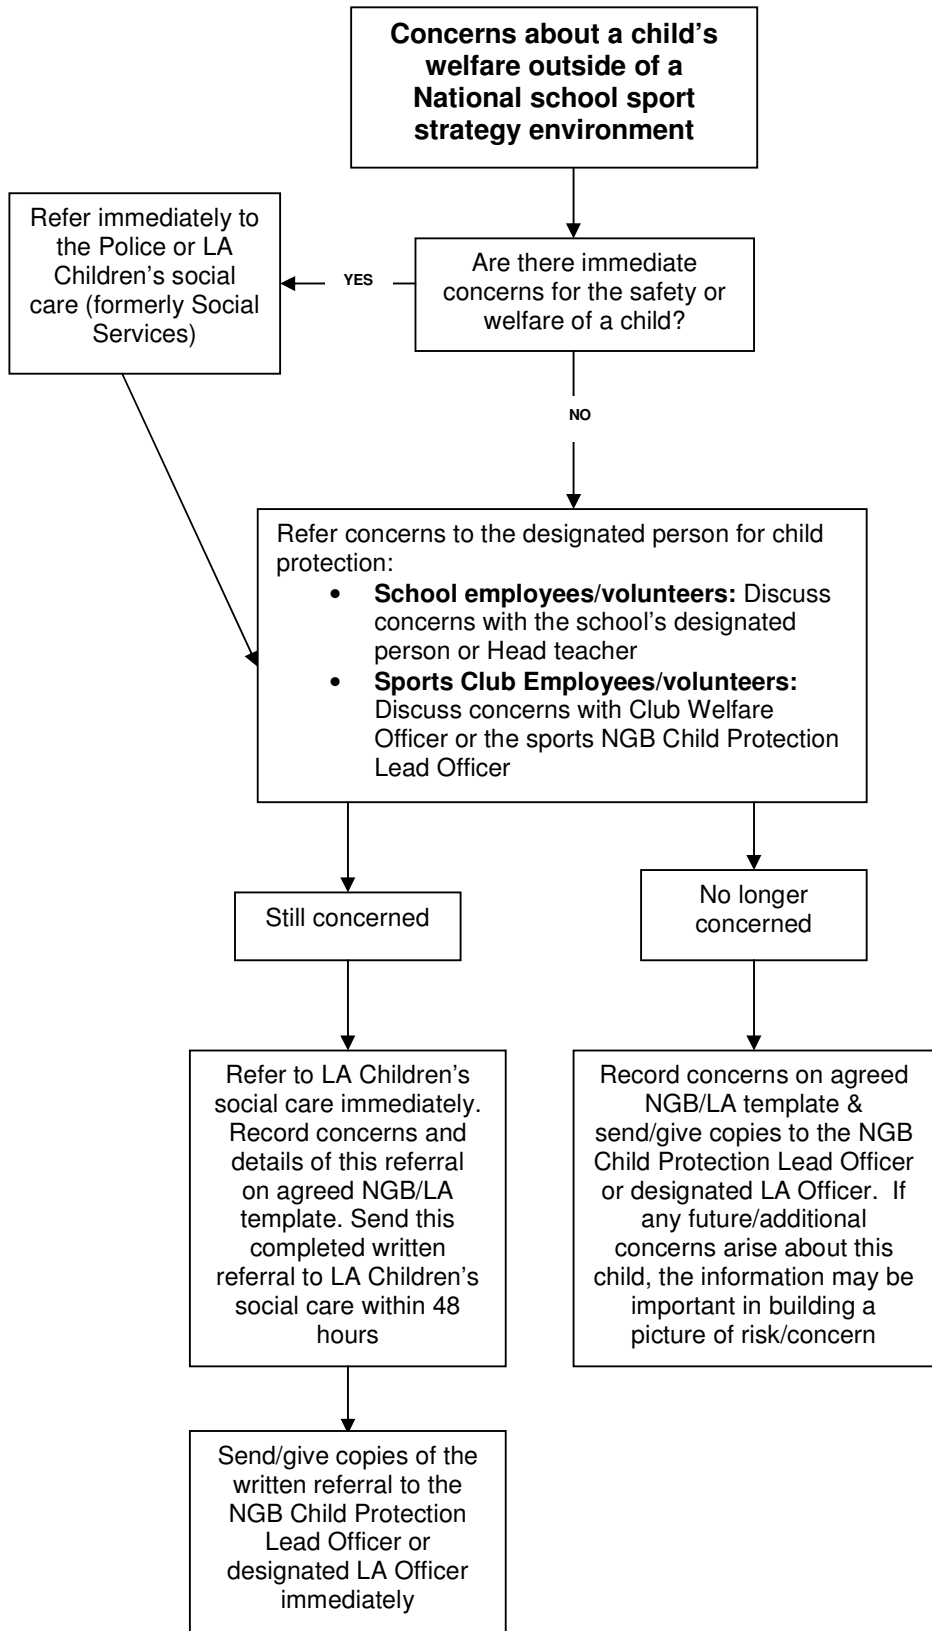 Concerns about a child's
welfare outside of a
National school sport
strategy environment
Refer immediately to
the Police or LA
Children's social
care (formerly Social
Services)
YES
Are there immediate
concerns for the safety or
welfare of a child?
NO
Refer concerns to the designated person for child
protection:
• School employees/volunteers: Discuss
concerns with the school's designated
person or Head teacher
• Sports Club Employees/volunteers:
Discuss concerns with Club Welfare
Officer or the sports NGB Child Protection
Lead Officer
Still concerned
No longer
concerned
Refer to LA Children's
social care immediately.
Record concerns and
details of this referral
on agreed NGB/LA
template. Send this
completed written
referral to LA Children's
social care within 48
hours
Record concerns on agreed
NGB/LA template &
send/give copies to the NGB
Child Protection Lead Officer
or designated LA Officer.  If
any future/additional
concerns arise about this
child, the information may be
important in building a
picture of risk/concern
Send/give copies of the
written referral to the
NGB Child Protection
Lead Officer or
designated LA Officer
immediately